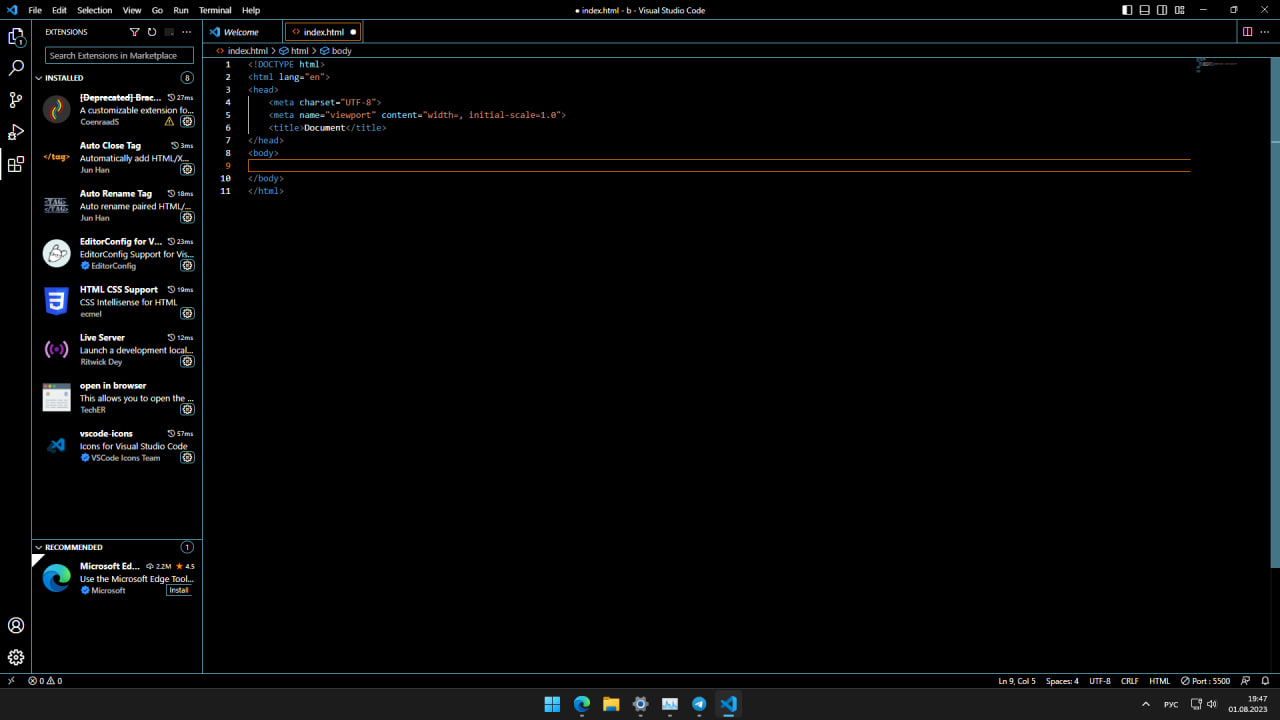 File Edit Selection View Go Run Terminal Help
● index.html - b - Visual Studio Code
EXTENSIONS
Welcome
index.html
index.html > html > body
1
Search Extensions in Marketplace
INSTALLED 8
[Deprecated] Brac... 27ms
A customizable extension fo...
CoenraadS
</tag>
Auto Close Tag 3ms
Automatically add HTML/X...
Jun Han
<TAG>
</TAG>
Auto Rename Tag 18ms
Auto rename paired HTML/...
Jun Han
EditorConfig for V... 23ms
EditorConfig Support for Vis...
EditorConfig
HTML CSS Support 19ms
CSS Intellisense for HTML
ecmel
Live Server 12ms
Launch a development local...
Ritwick Dey
open in browser
This allows you to open the ...
TechER
vscode-icons 57ms
Icons for Visual Studio Code
VSCode Icons Team
RECOMMENDED 1
Microsoft Ed... 2.2M ★ 4.5
Use the Microsoft Edge Tool...
Microsoft Install
1 <!DOCTYPE html>
2 <html lang="en">
3 <head>
4 <meta charset="UTF-8">
5 <meta name="viewport" content="width=, initial-scale=1.0">
6 <title>Document</title>
7 </head>
8 <body>
9
10 </body>
11 </html>
0 0
Ln 9, Col 5 Spaces: 4 UTF-8 CRLF HTML Port : 5500
РУС
19:47
01.08.2023